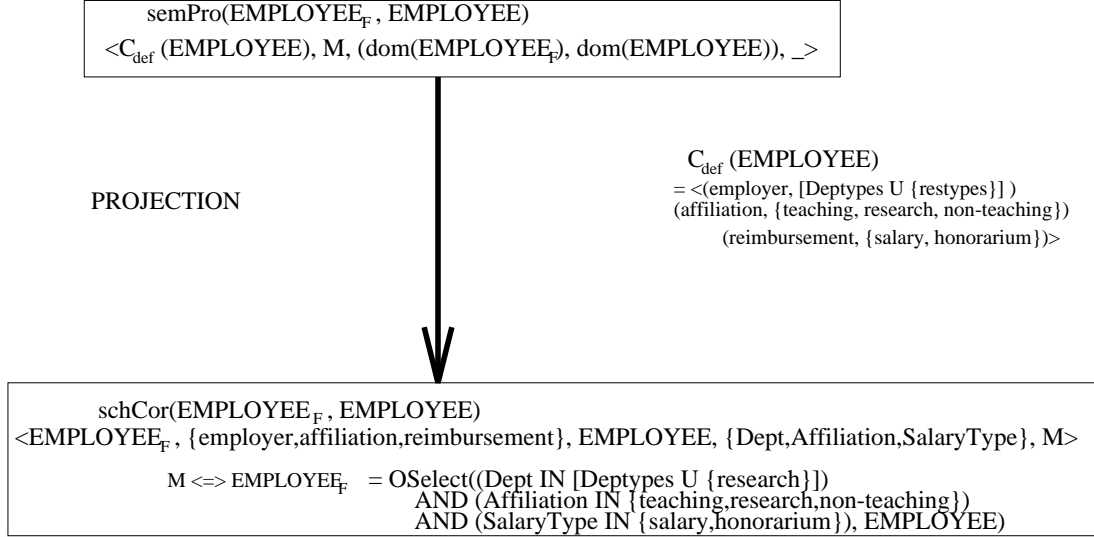 semPro(EMPLOYEE_F, EMPLOYEE)
<C_def (EMPLOYEE), M, (dom(EMPLOYEE_F), dom(EMPLOYEE)), _>
PROJECTION
C_def (EMPLOYEE)
= <(employer, [Deptypes U {restypes}] )
(affiliation, {teaching, research, non-teaching})
(reimbursement, {salary, honorarium})>
schCor(EMPLOYEE_F, EMPLOYEE)
<EMPLOYEE_F, {employer,affiliation,reimbursement}, EMPLOYEE, {Dept,Affiliation,SalaryType}, M>
M <=> EMPLOYEE_F = OSelect((Dept IN [Deptypes U {research}])
AND (Affiliation IN {teaching,research,non-teaching})
AND (SalaryType IN {salary,honorarium}), EMPLOYEE)